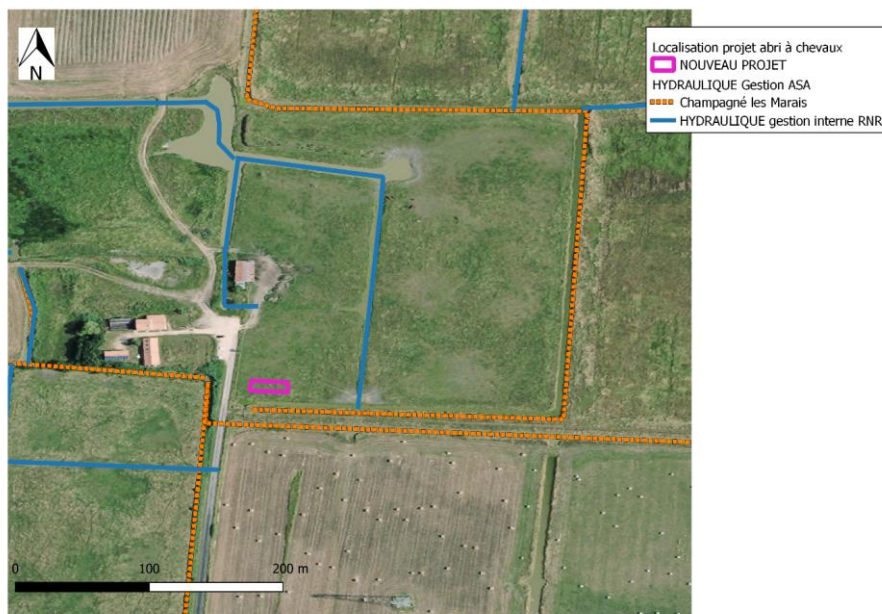 N
Localisation projet abri à chevaux
NOUVEAU PROJET
HYDRAULIQUE Gestion ASA
Champagné les Marais
HYDRAULIQUE gestion interne RNR
0 100 200 m